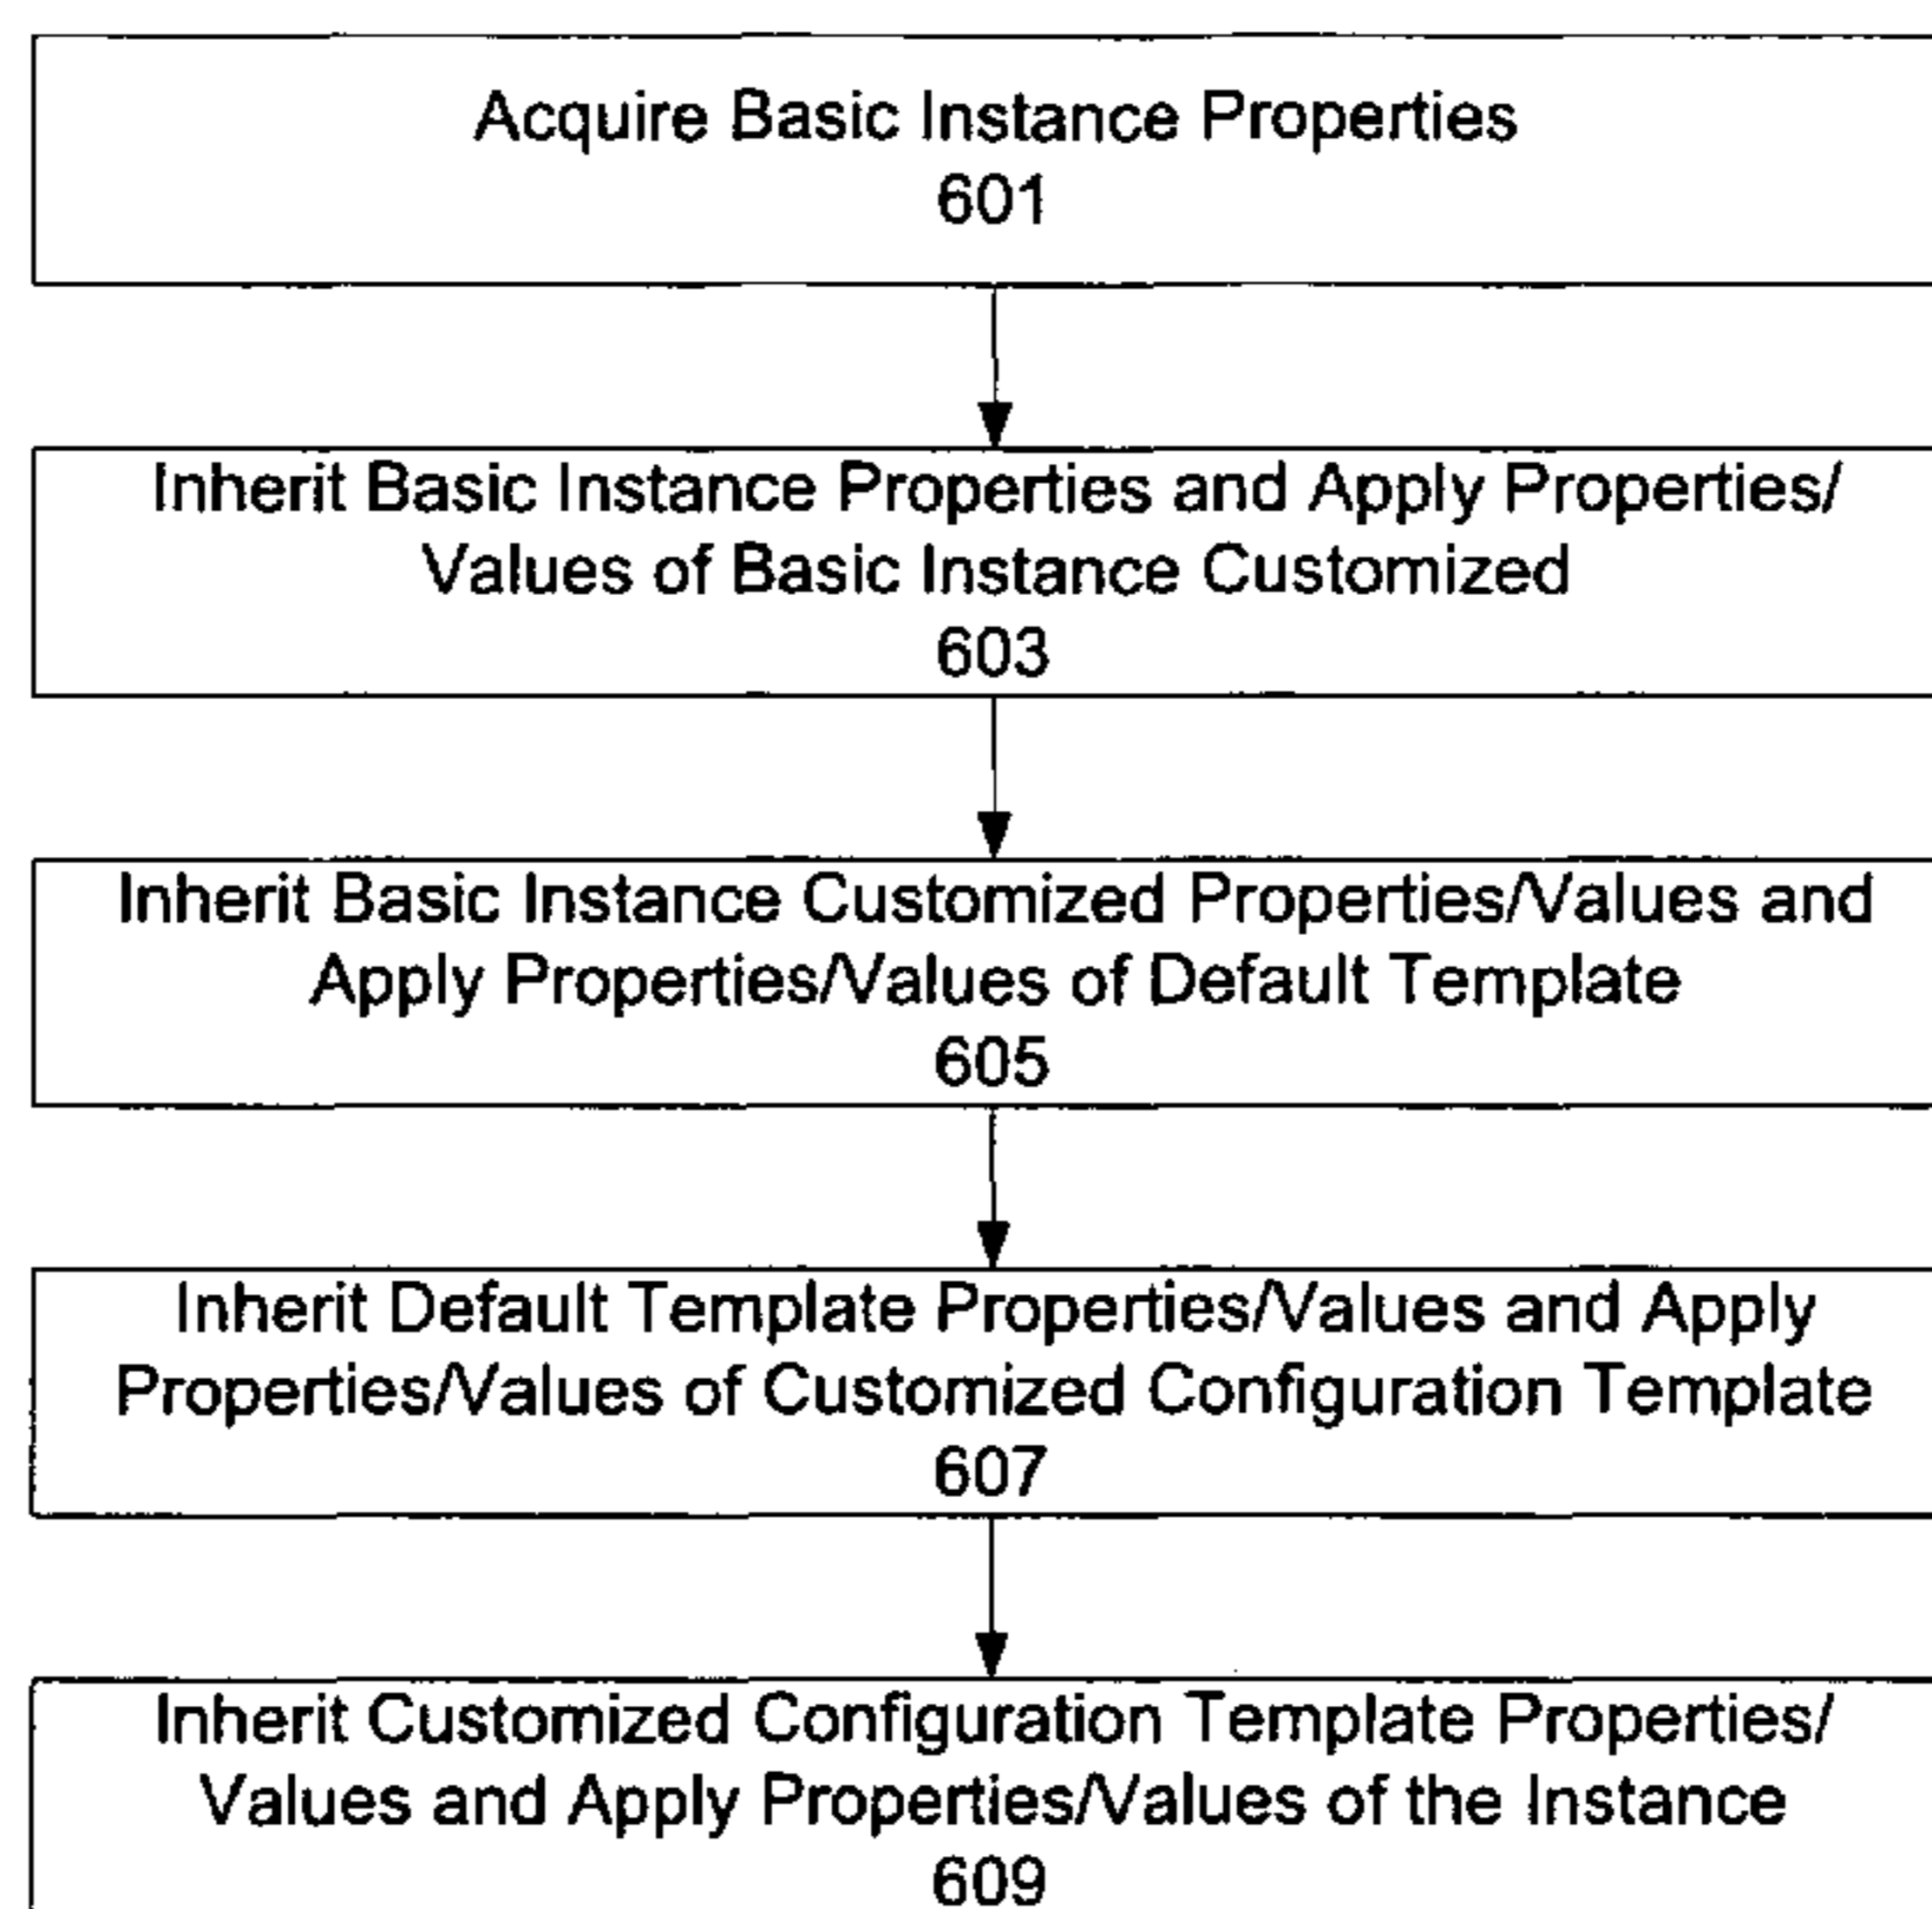 Acquire Basic Instance Properties
601
Inherit Basic Instance Properties and Apply Properties/
Values of Basic Instance Customized
603
Inherit Basic Instance Customized Properties/Values and
Apply Properties/Values of Default Template
605
Inherit Default Template Properties/Values and Apply
Properties/Values of Customized Configuration Template
607
Inherit Customized Configuration Template Properties/
Values and Apply Properties/Values of the Instance
609